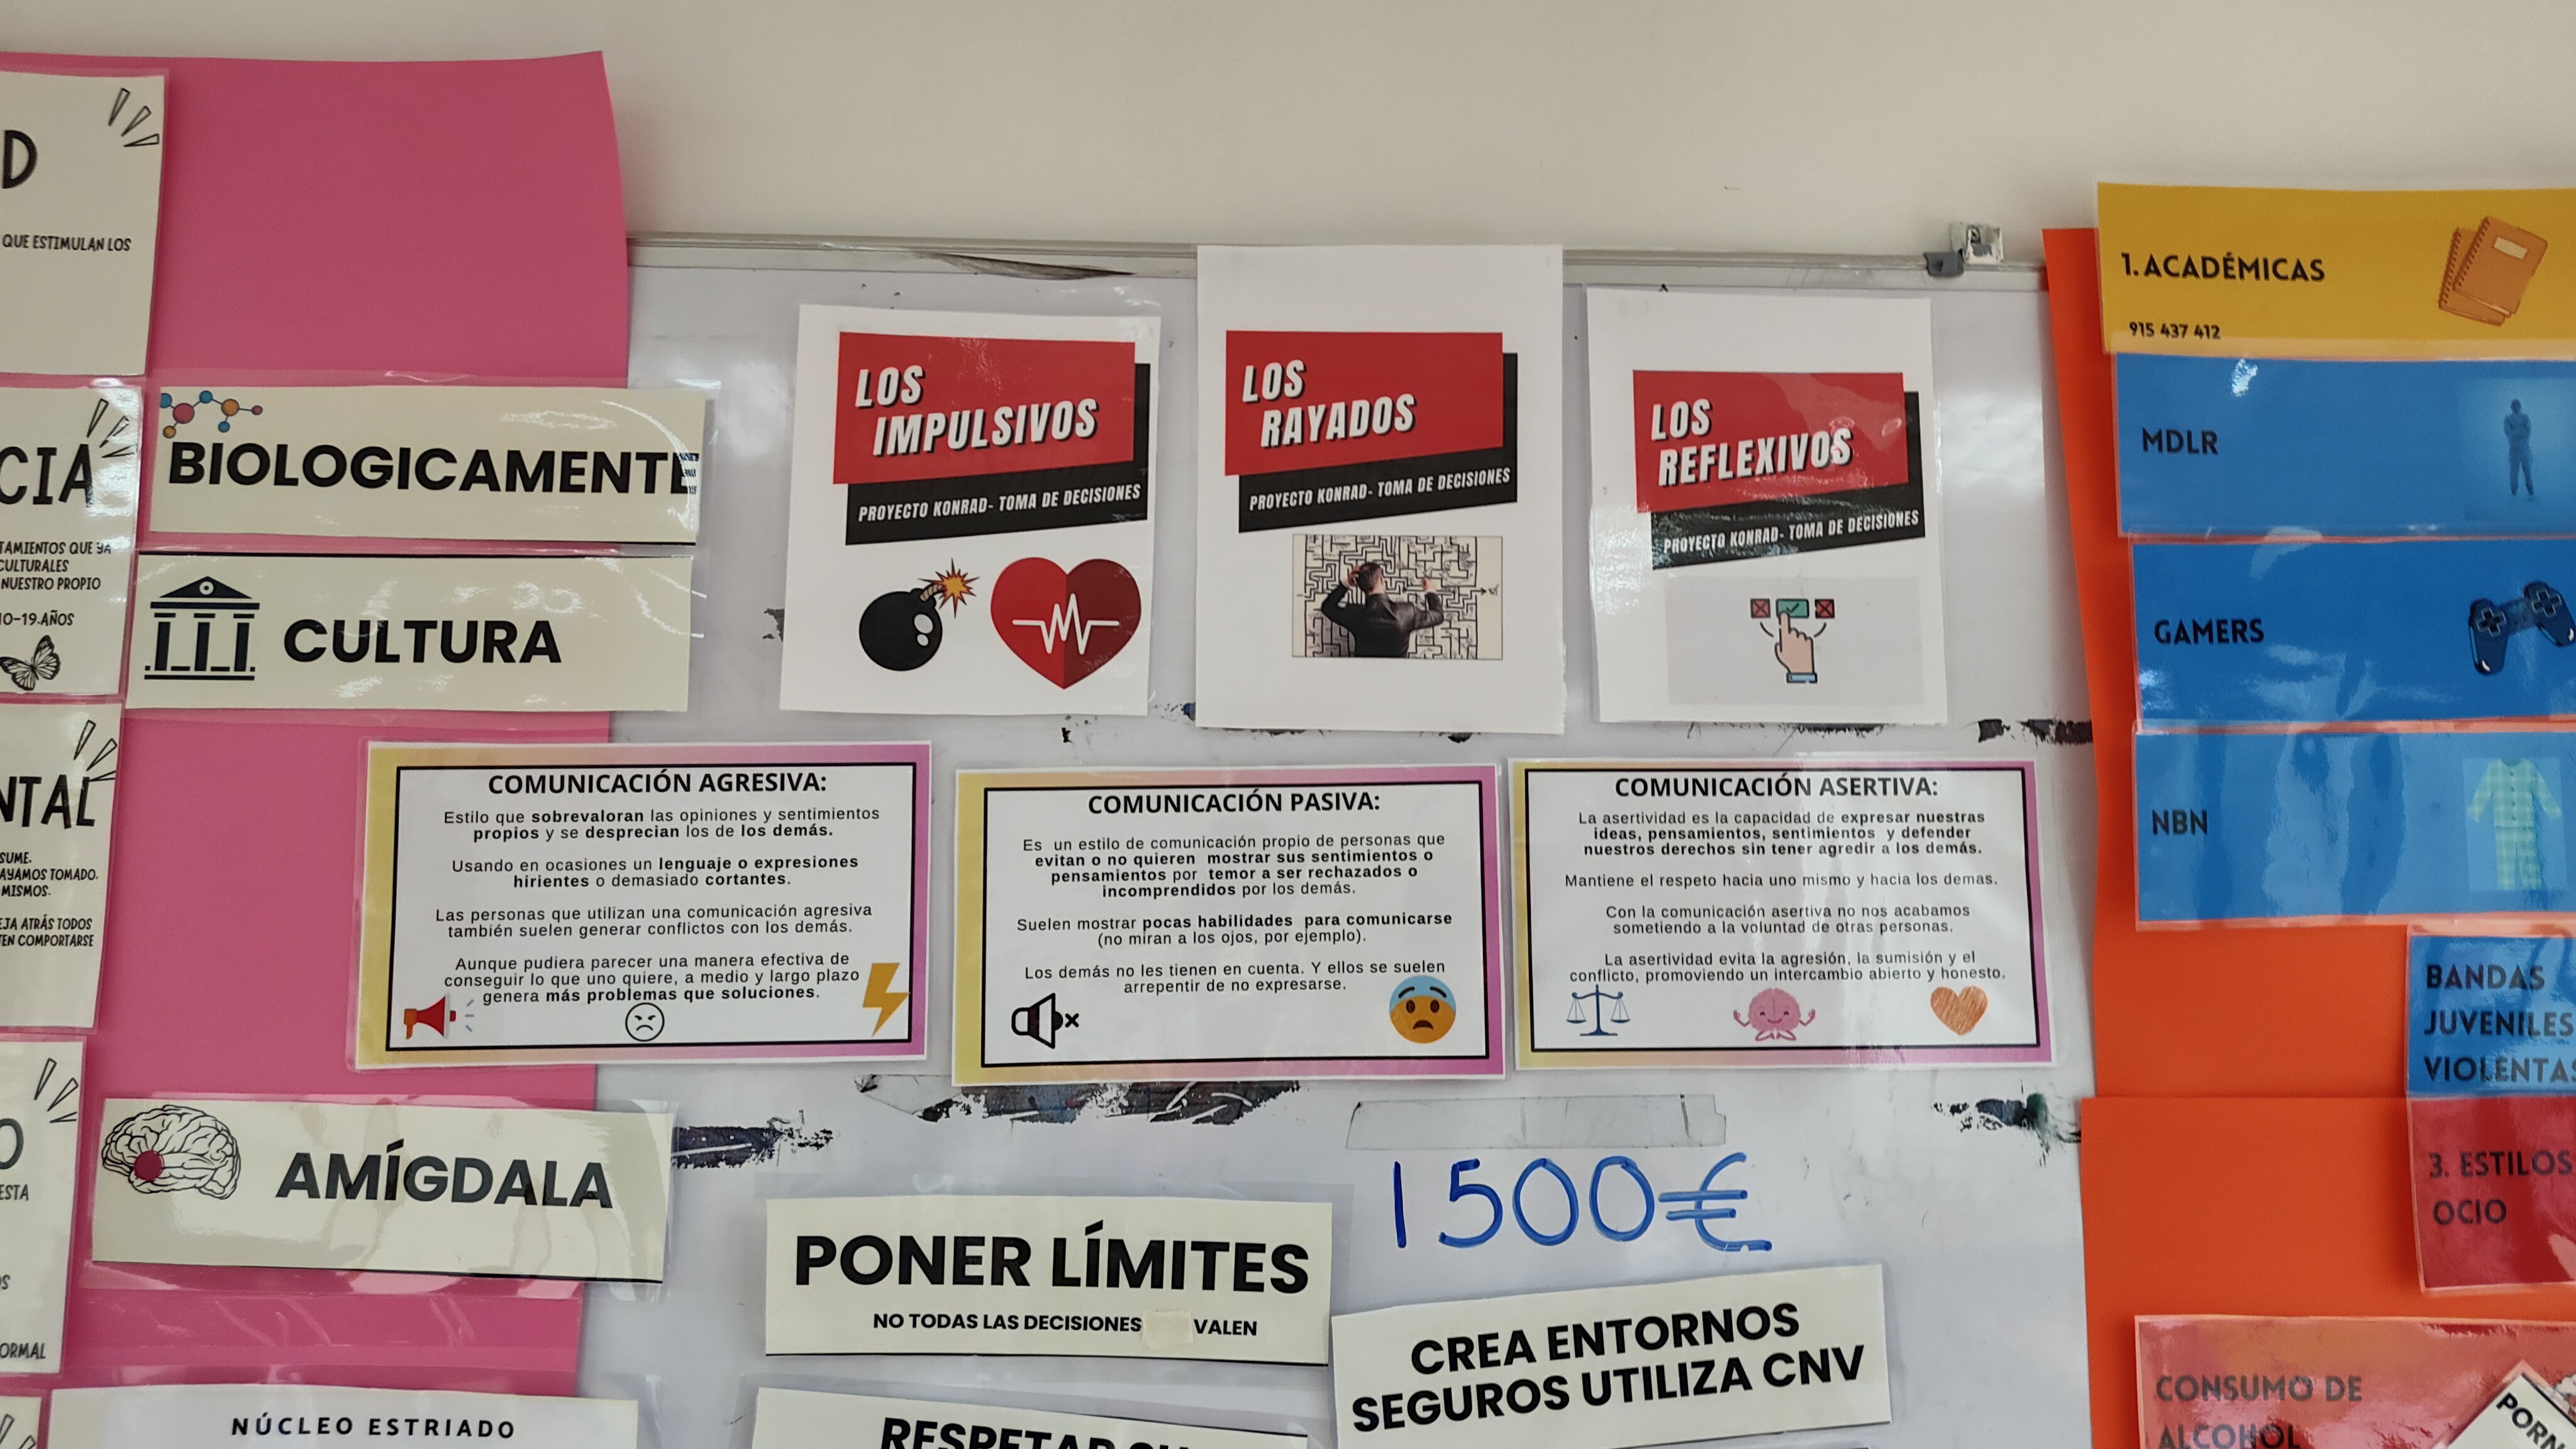 D
QUE ESTIMULAN LOS
CIA
TAMIENTOS QUE YA
CULTURALES
NUESTRO PROPIO
10-19 AÑOS
NTAL
SUME.
AYAMOS TOMADO.
MISMOS.
EJA ATRÁS TODOS
TEN COMPORTARSE
O
ESTA
OS
ORMAL
BIOLOGICAMENTE
CULTURA
AMÍGDALA
NÚCLEO ESTRIADO
LOS
IMPULSIVOS
PROYECTO KONRAD- TOMA DE DECISIONES
LOS
RAYADOS
PROYECTO KONRAD- TOMA DE DECISIONES
LOS
REFLEXIVOS
PROYECTO KONRAD- TOMA DE DECISIONES
COMUNICACIÓN AGRESIVA:
Estilo que sobrevaloran las opiniones y sentimientos
propios y se desprecian los de los demás.
Usando en ocasiones un lenguaje o expresiones
hirientes o demasiado cortantes.
Las personas que utilizan una comunicación agresiva
también suelen generar conflictos con los demás.
Aunque pudiera parecer una manera efectiva de
conseguir lo que uno quiere, a medio y largo plazo
genera más problemas que soluciones.
COMUNICACIÓN PASIVA:
Es un estilo de comunicación propio de personas que
evitan o no quieren mostrar sus sentimientos o
pensamientos por temor a ser rechazados o
incomprendidos por los demás.
Suelen mostrar pocas habilidades para comunicarse
(no miran a los ojos, por ejemplo).
Los demás no les tienen en cuenta. Y ellos se suelen
arrepentir de no expresarse.
COMUNICACIÓN ASERTIVA:
La asertividad es la capacidad de expresar nuestras
ideas, pensamientos, sentimientos y defender
nuestros derechos sin tener agredir a los demás.
Mantiene el respeto hacia uno mismo y hacia los demas.
Con la comunicación asertiva no nos acabamos
sometiendo a la voluntad de otras personas.
La asertividad evita la agresión, la sumisión y el
conflicto, promoviendo un intercambio abierto y honesto.
1500€
PONER LÍMITES
NO TODAS LAS DECISIONES VALEN
CREA ENTORNOS
SEGUROS UTILIZA CNV
RESPETAR SU
1. ACADÉMICAS
915 437 412
MDLR
GAMERS
NBN
BANDAS
JUVENILES
VIOLENTAS
3. ESTILOS
OCIO
CONSUMO DE
ALCOHOL
PORN